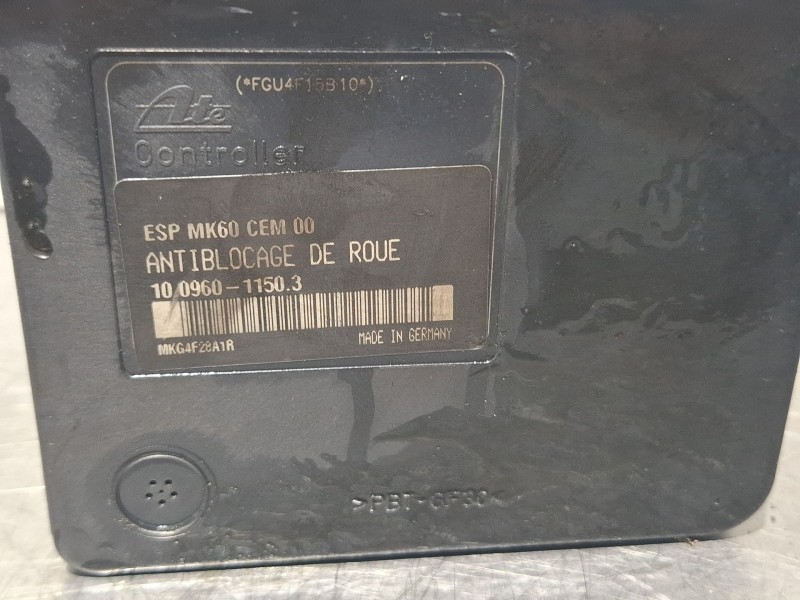 (*FGU4F15B10*)
Ate
Controller
ESP MK60 CEM 00
ANTIBLOCAGE DE ROUE
10.0960-1150.3
MKG4F28A1R
MADE IN GERMANY
>PBT-GF30<